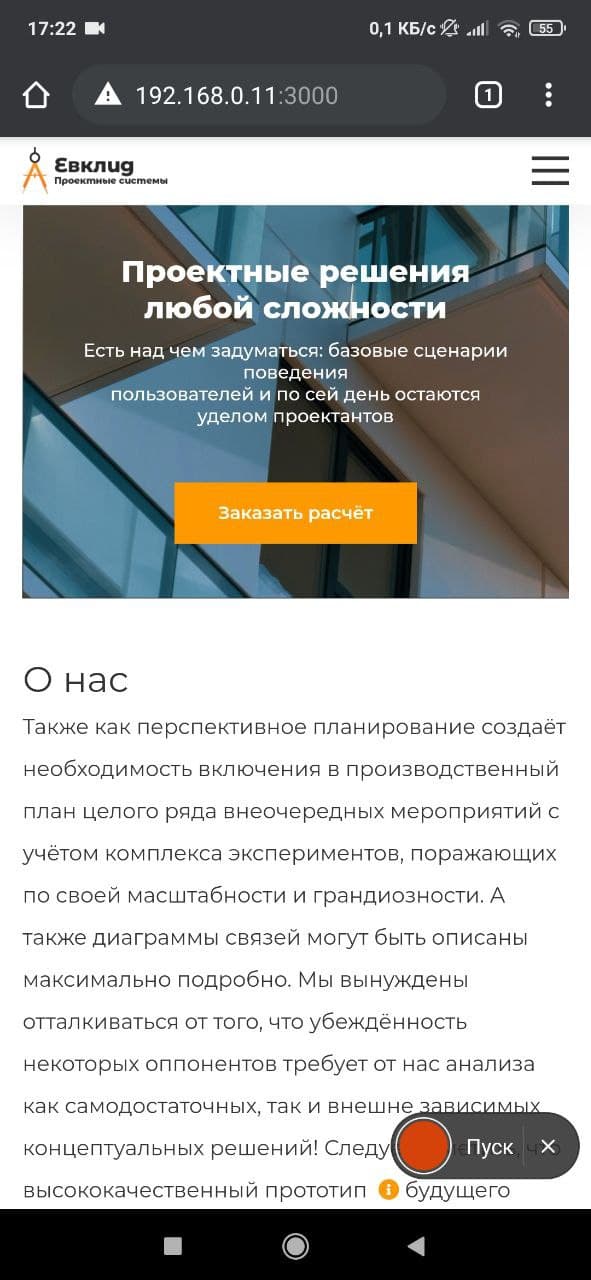 17:22
0,1 КБ/с
55
192.168.0.11:3000
1
Евклид
Проектные системы
Проектные решения
любой сложности
Есть над чем задуматься: базовые сценарии
поведения
пользователей и по сей день остаются
уделом проектантов
Заказать расчёт
О нас
Также как перспективное планирование создаёт
необходимость включения в производственный
план целого ряда внеочередных мероприятий с
учётом комплекса экспериментов, поражающих
по своей масштабности и грандиозности. А
также диаграммы связей могут быть описаны
максимально подробно. Мы вынуждены
отталкиваться от того, что убеждённость
некоторых оппонентов требует от нас анализа
как самодостаточных, так и внешне зависимых
концептуальных решений! Следу
Пуск
высококачественный прототип будущего